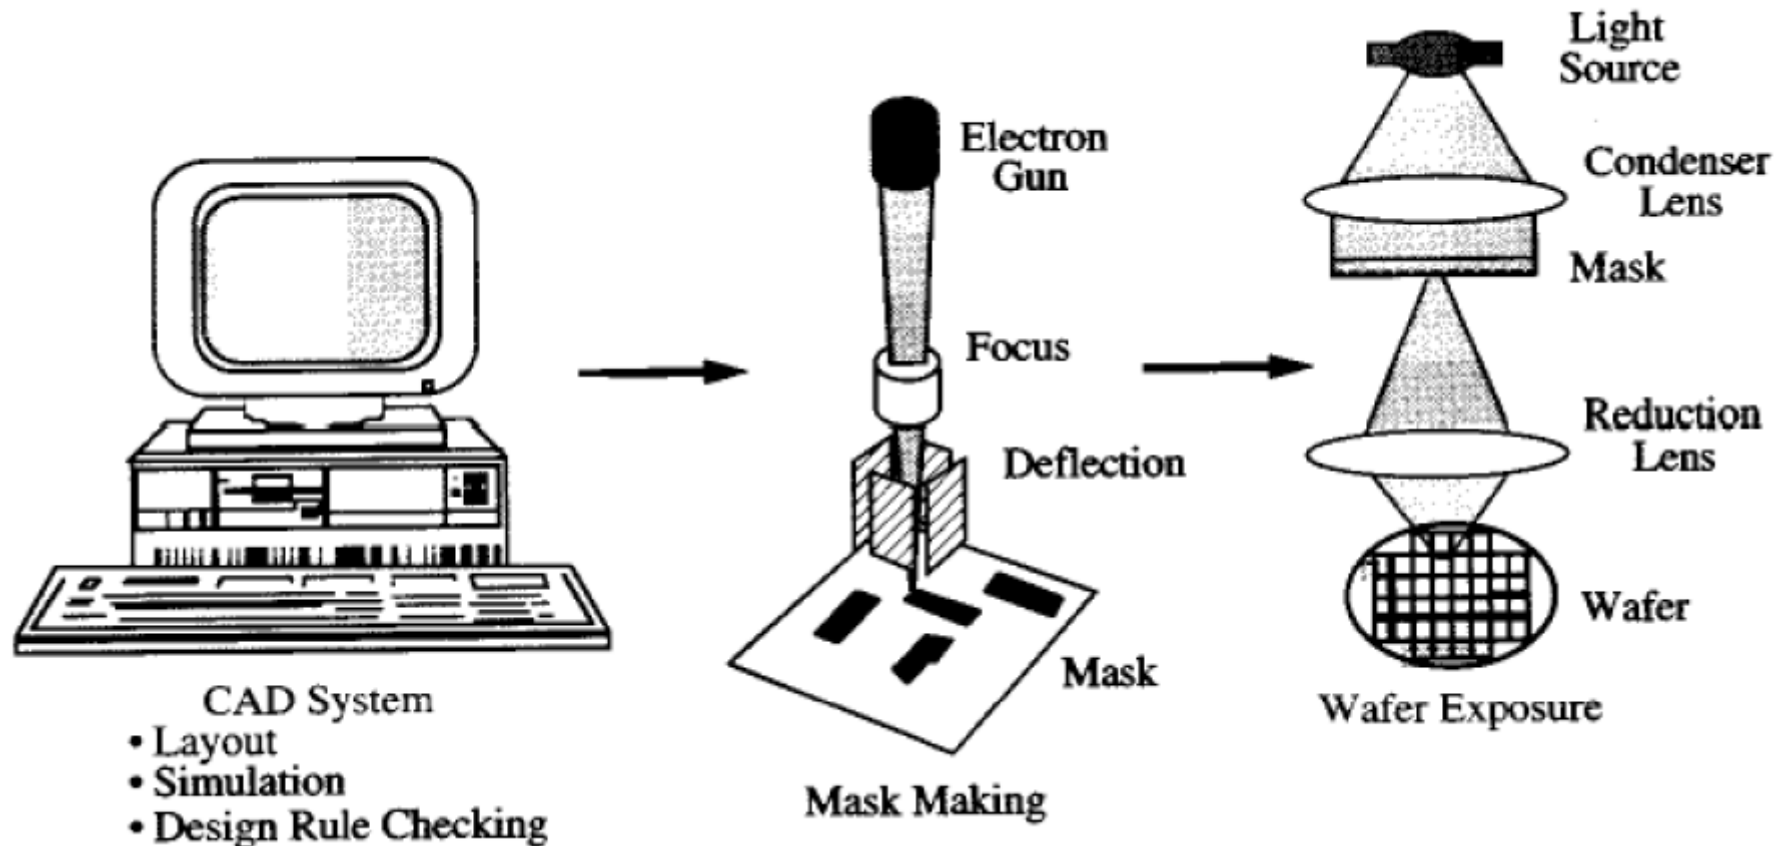 CAD System
• Layout
• Simulation
• Design Rule Checking
Electron
Gun
Focus
Deflection
Mask
Mask Making
Light
Source
Condenser
Lens
Mask
Reduction
Lens
Wafer
Wafer Exposure